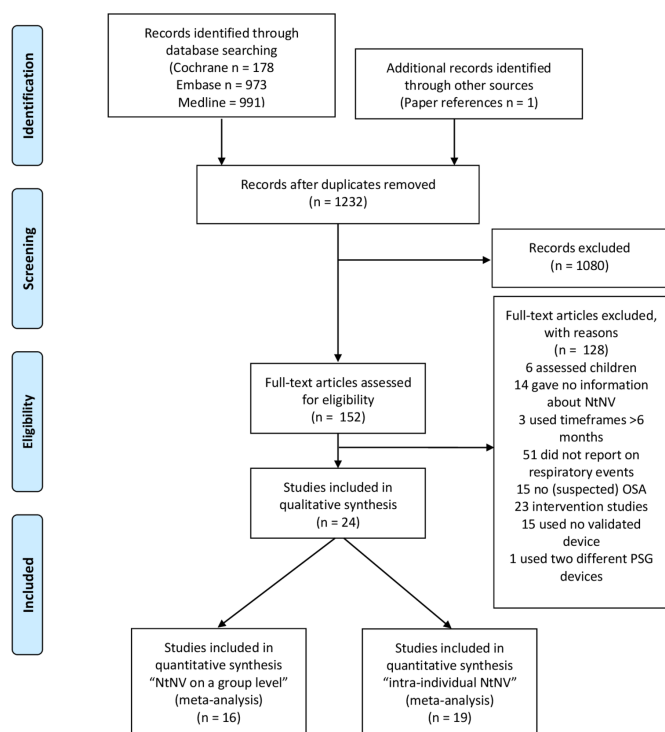 Identification
Records identified through
database searching
(Cochrane n = 178
Embase n = 973
Medline = 991)
Additional records identified
through other sources
(Paper references n = 1)
Records after duplicates removed
(n = 1232)
Screening
Records excluded
(n = 1080)
Eligibility
Full-text articles assessed
for eligibility
(n = 152)
Full-text articles excluded,
with reasons
(n = 128)
6 assessed children
14 gave no information
about NtNV
3 used timeframes >6
months
51 did not report on
respiratory events
15 no (suspected) OSA
23 intervention studies
15 used no validated
device
1 used two different PSG
devices
Studies included in
qualitative synthesis
n = 24)
Included
Studies included in
quantitative synthesis
“NtNV on a group level”
(meta-analysis)
(n = 16)
Studies included in
quantitative synthesis
“intra-individual NtNV”
(meta-analysis)
(n = 19)